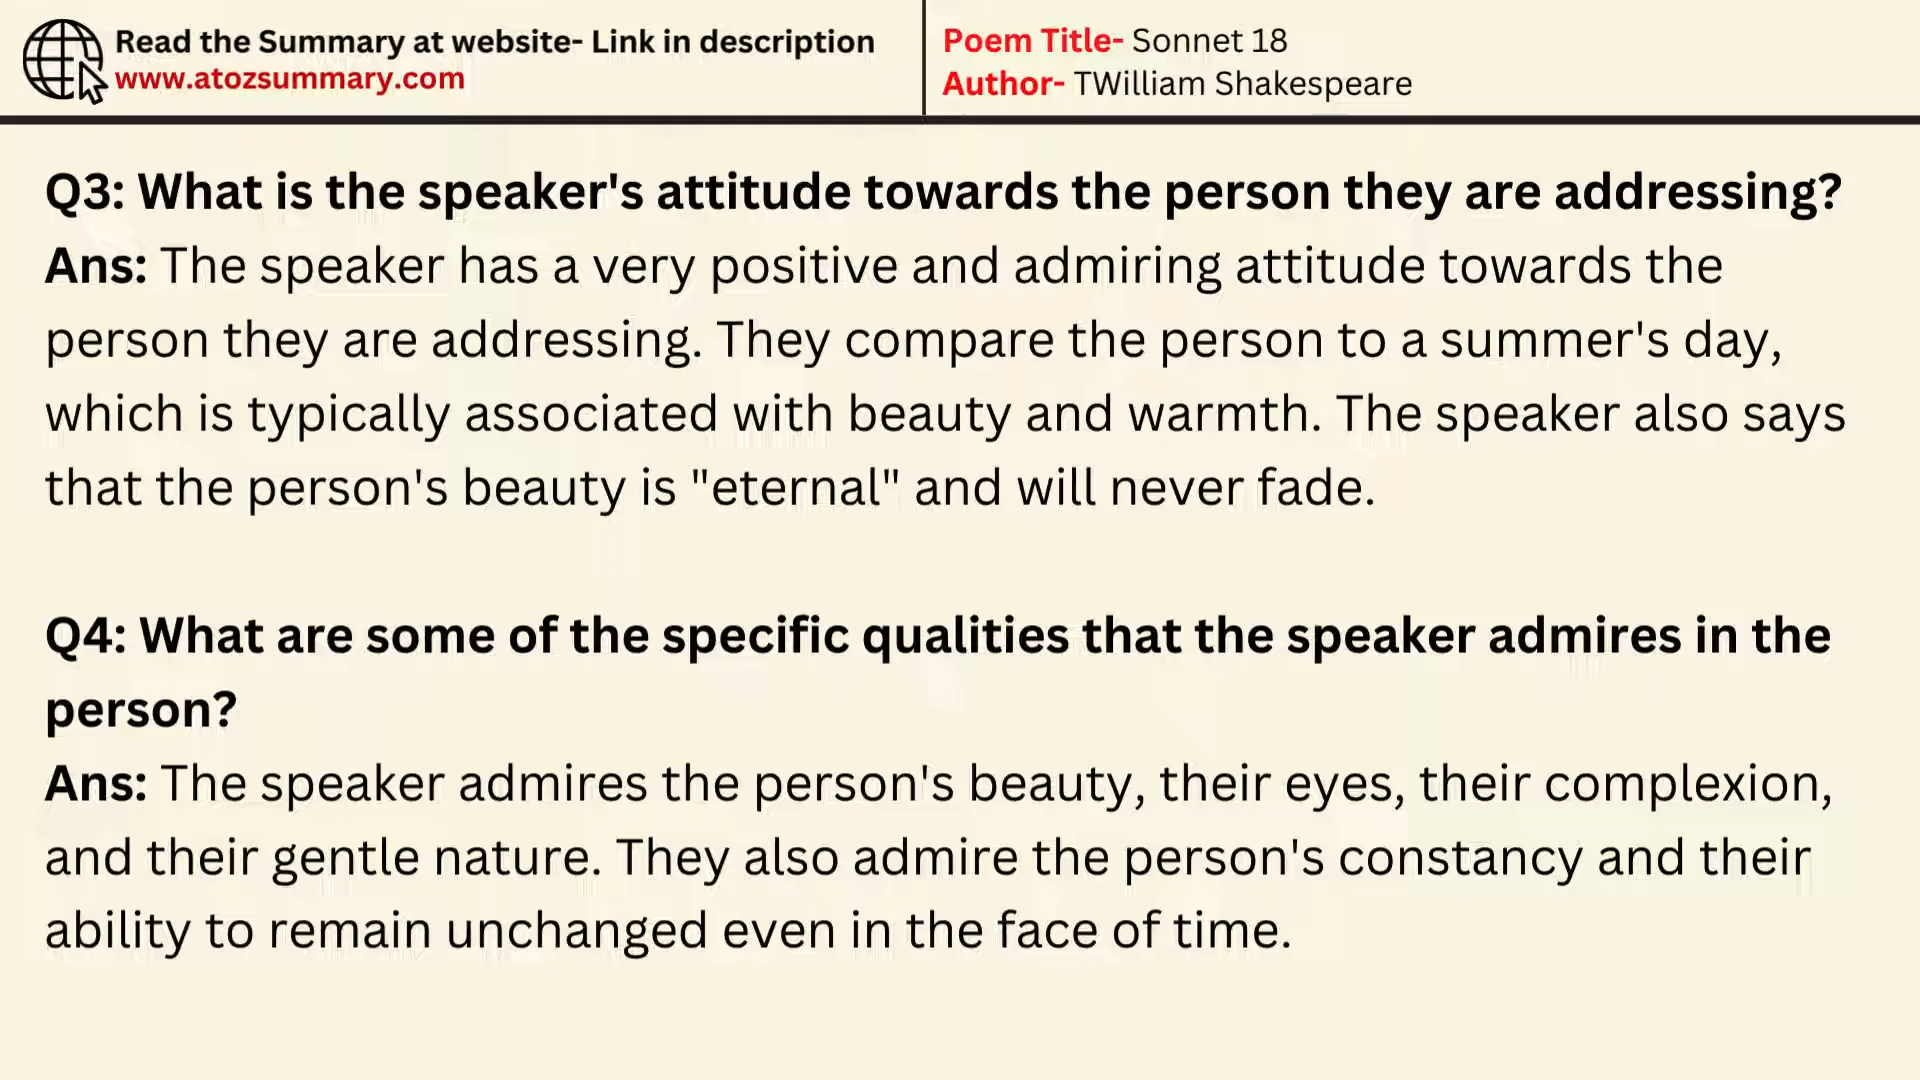 Read the Summary at website- Link in description
www.atozsummary.com
Poem Title- Sonnet 18
Author- TWilliam Shakespeare
Q3: What is the speaker's attitude towards the person they are addressing?
Ans: The speaker has a very positive and admiring attitude towards the
person they are addressing. They compare the person to a summer's day,
which is typically associated with beauty and warmth. The speaker also says
that the person's beauty is "eternal" and will never fade.
Q4: What are some of the specific qualities that the speaker admires in the
person?
Ans: The speaker admires the person's beauty, their eyes, their complexion,
and their gentle nature. They also admire the person's constancy and their
ability to remain unchanged even in the face of time.